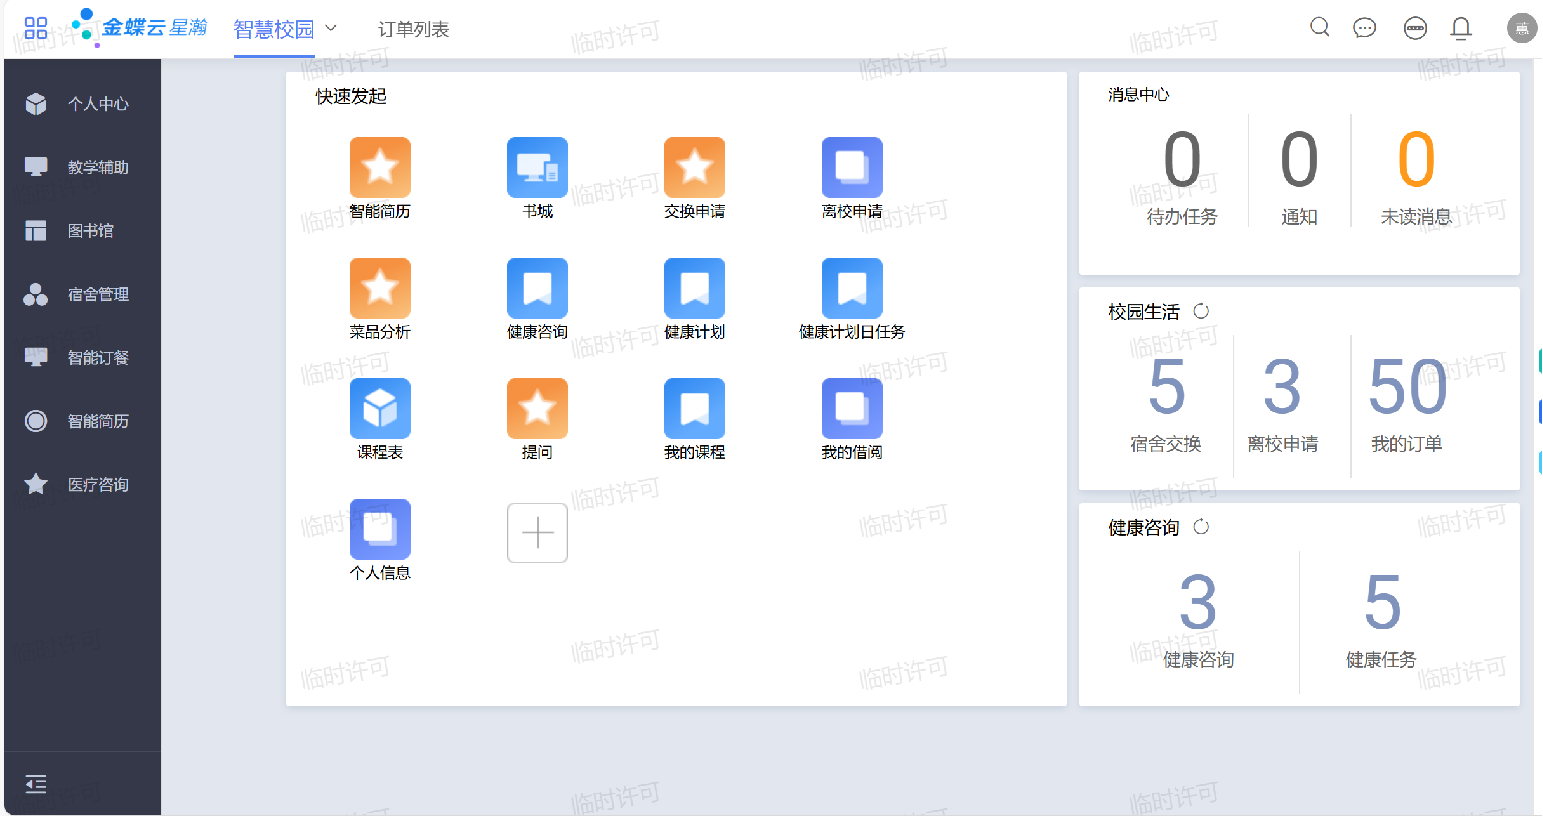 金蝶云 星瀚
智慧校园
订单列表
惠
个人中心
教学辅助
图书馆
宿舍管理
智能订餐
智能简历
医疗咨询
快速发起
智能简历
书城
交换申请
离校申请
菜品分析
健康咨询
健康计划
健康计划日任务
课程表
提问
我的课程
我的借阅
个人信息
消息中心
0
0
0
待办任务
通知
未读消息
校园生活
5
3
50
宿舍交换
离校申请
我的订单
健康咨询
3
5
健康咨询
健康任务
临时许可